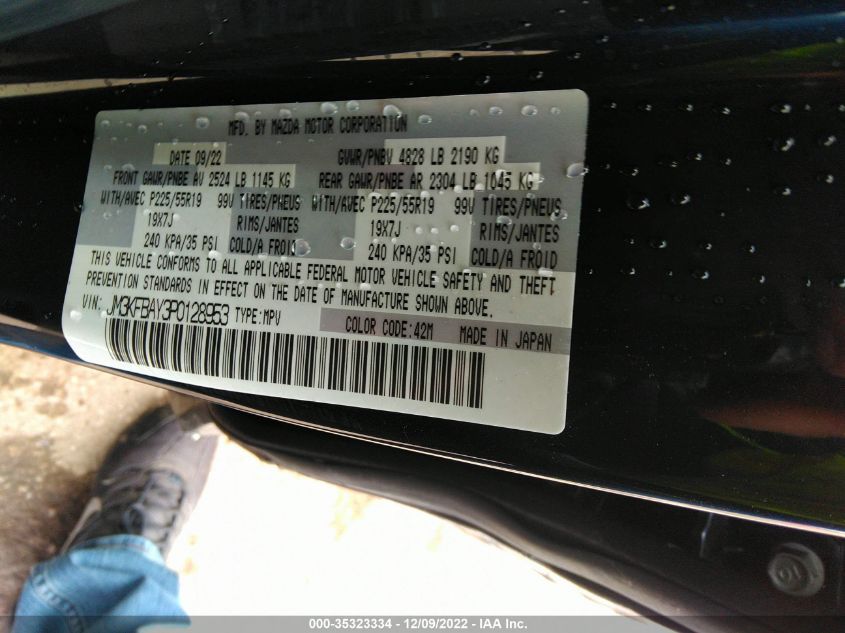 MFD. BY MAZDA MOTOR CORPORATION
DATE 09/22 GVWR/PNBV 4828 LB 2190 KG
FRONT GAWR/PNBE AV 2524 LB 1145 KG REAR GAWR/PNBE AR 2304 LB 1045 KG
WITH/AVEC P225/55R19 99V TIRES/PNEUS WITH/AVEC P225/55R19 99V TIRES/PNEUS
19X7J RIMS/JANTES 19X7J RIMS/JANTES
240 KPA/35 PSI COLD/A FROID 240 KPA/35 PSI COLD/A FROID
THIS VEHICLE CONFORMS TO ALL APPLICABLE FEDERAL MOTOR VEHICLE SAFETY AND THEFT
PREVENTION STANDARDS IN EFFECT ON THE DATE OF MANUFACTURE SHOWN ABOVE.
VIN: JM3KFBAY3P0128953 TYPE:MPV
COLOR CODE:42M MADE IN JAPAN
000-35323334 - 12/09/2022 - IAA Inc.